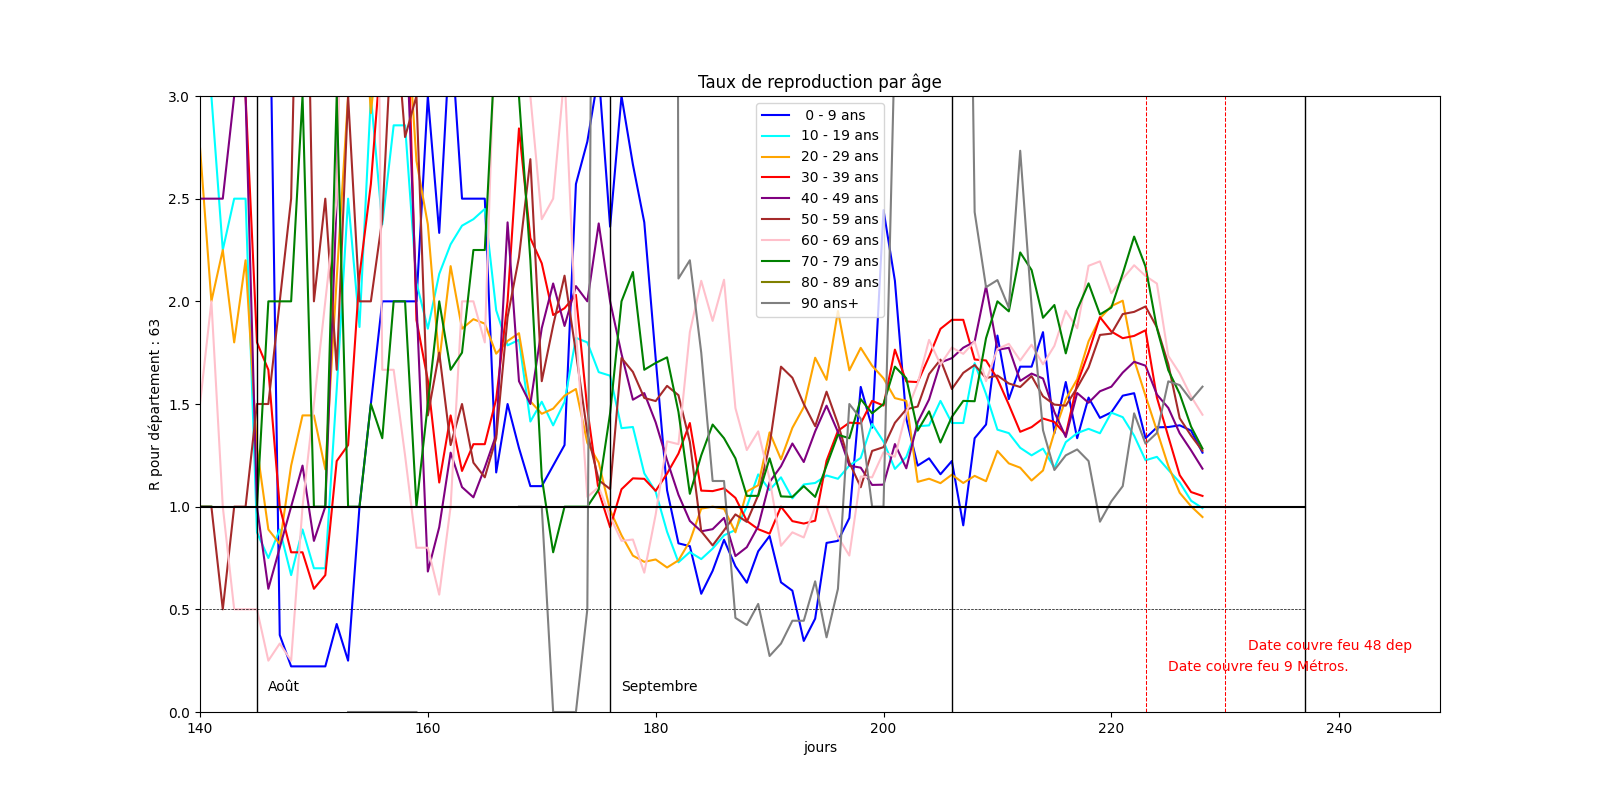 Taux de reproduction par âge
R pour département : 63
3.0
2.5
2.0
1.5
1.0
0.5
0.0
0 - 9 ans
10 - 19 ans
20 - 29 ans
30 - 39 ans
40 - 49 ans
50 - 59 ans
60 - 69 ans
70 - 79 ans
80 - 89 ans
90 ans+
Date couvre feu 48 dep
Date couvre feu 9 Métros.
Août
Septembre
140
160
180
200
220
240
jours